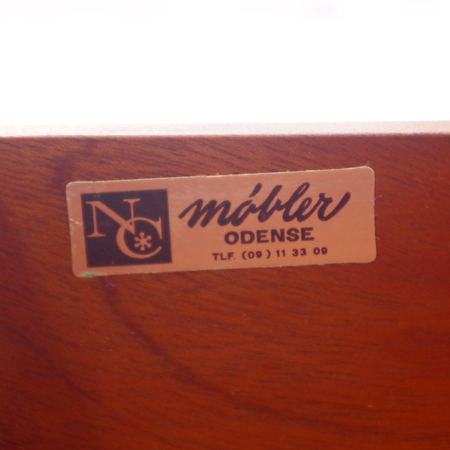 NC
møbler
ODENSE
TLF. (09) 11 33 09